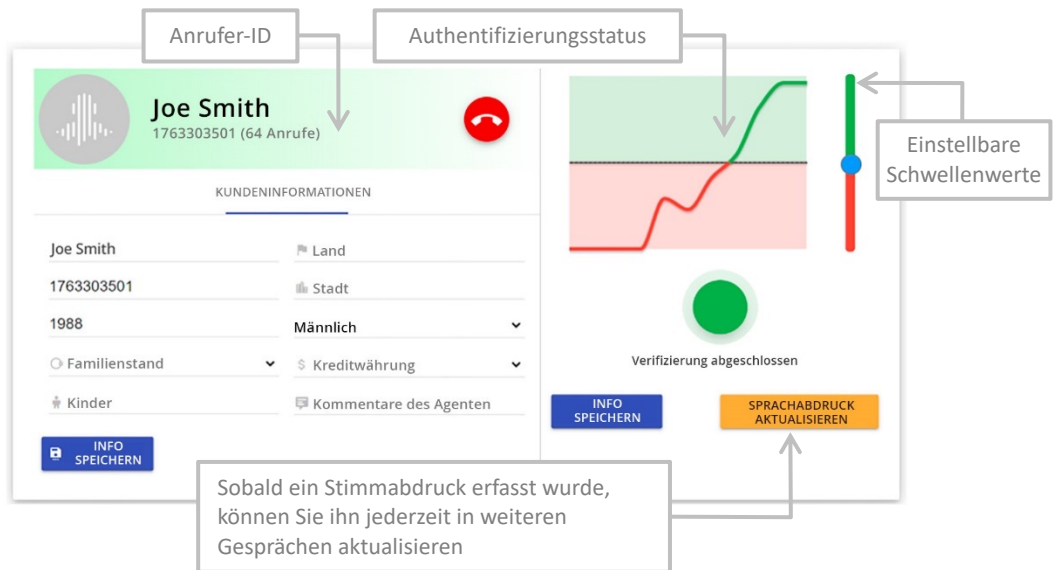 Anrufer-ID
Authentifizierungsstatus
Joe Smith
1763303501 (64 Anrufe)
Einstellbare
Schwellenwerte
KUNDENINFORMATIONEN
Joe Smith
Land
1763303501
Stadt
1988
Männlich
Familienstand
Kreditwährung
Verifizierung abgeschlossen
Kinder
Kommentare des Agenten
INFO
SPEICHERN
SPRACHABDRUCK
AKTUALISIEREN
INFO
SPEICHERN
Sobald ein Stimmabdruck erfasst wurde,
können Sie ihn jederzeit in weiteren
Gesprächen aktualisieren